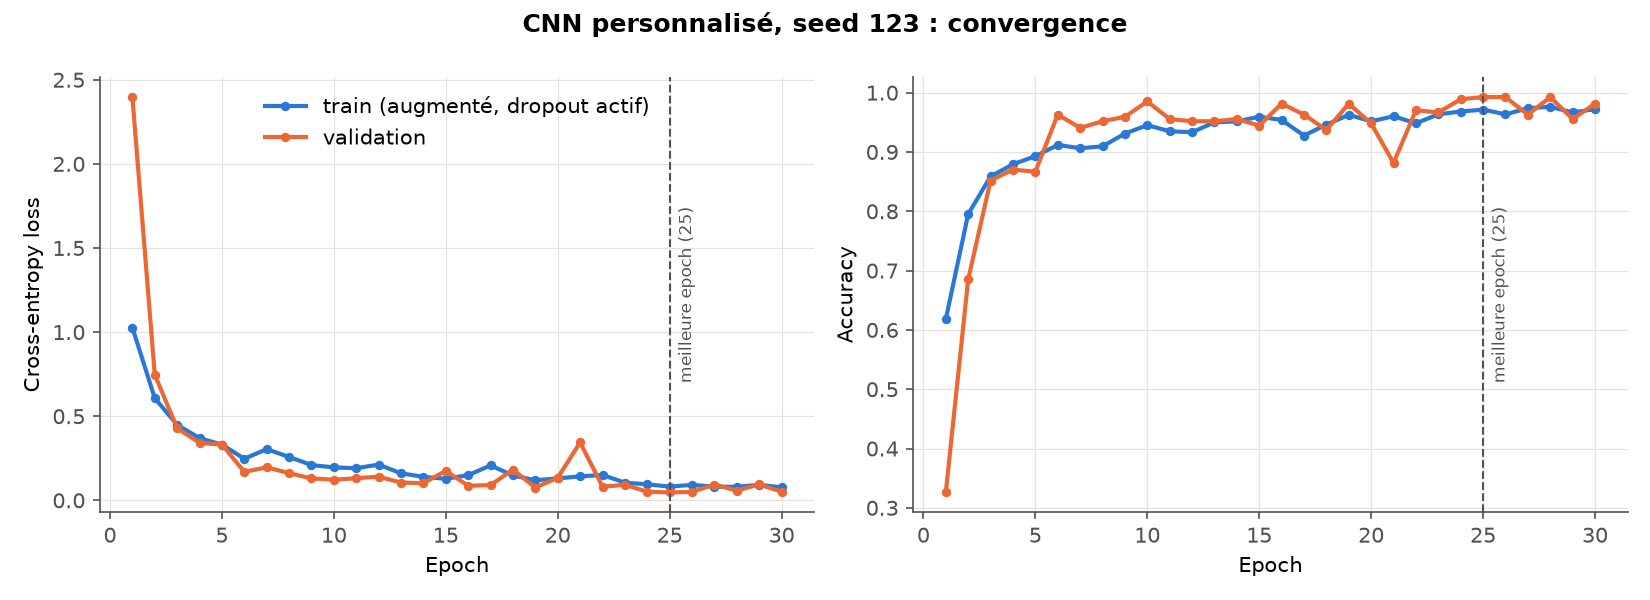 CNN personnalisé, seed 123 : convergence
Cross-entropy loss
2.5
2.0
1.5
1.0
0.5
0.0
train (augmenté, dropout actif)
validation
meilleure epoch (25)
0 5 10 15 20 25 30
Epoch
Accuracy
1.0
0.9
0.8
0.7
0.6
0.5
0.4
0.3
meilleure epoch (25)
0 5 10 15 20 25 30
Epoch